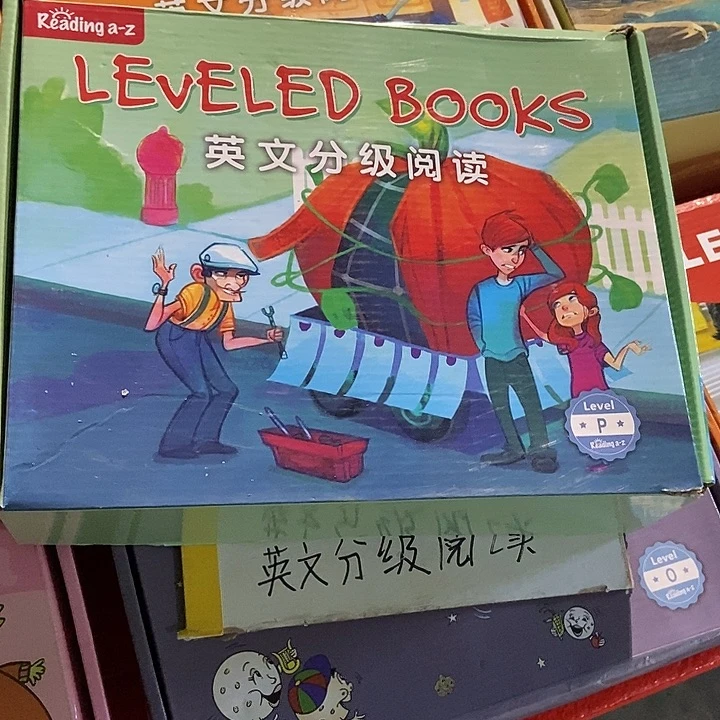 Reading a-z
LEVELED BOOKS
英文分级阅读
Level
P
Reading a-z
LE
英文分级阅读
Level
O
Reading a-z